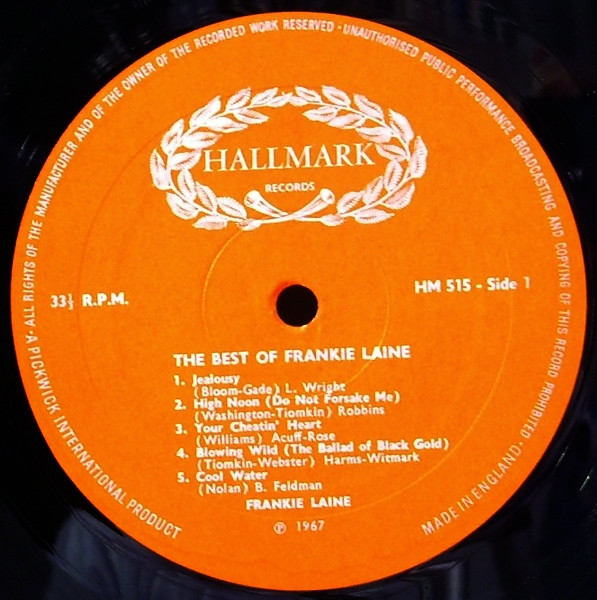 A PICKWICK INTERNATIONAL PRODUCT · ALL RIGHTS OF THE MANUFACTURER AND OF THE OWNER OF THE RECORDED WORK RESERVED · UNAUTHORISED PUBLIC PERFORMANCE BROADCASTING AND COPYING OF THIS RECORD PROHIBITED · MADE IN ENGLAND ·
HALLMARK
RECORDS
33⅓ R.P.M.
HM 515 - Side 1
THE BEST OF FRANKIE LAINE
1. Jealousy
(Bloom-Gade) L. Wright
2. High Noon (Do Not Forsake Me)
(Washington-Tiomkin) Robbins
3. Your Cheatin' Heart
(Williams) Acuff-Rose
4. Blowing Wild (The Ballad of Black Gold)
(Tiomkin-Webster) Harms-Witmark
5. Cool Water
(Nolan) B. Feldman
FRANKIE LAINE
℗ 1967